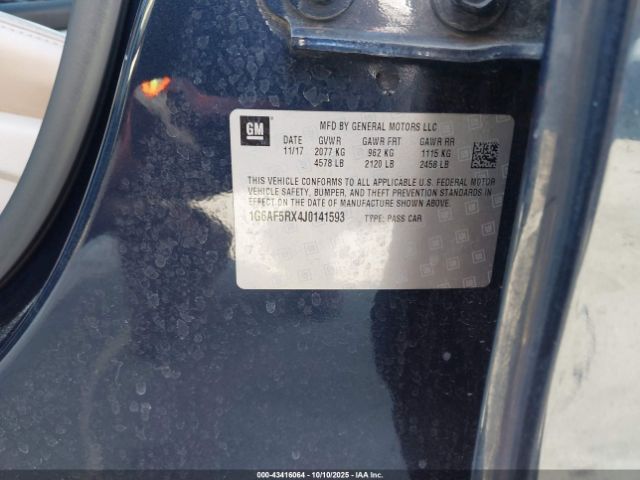 GM
MFD BY GENERAL MOTORS LLC
DATE GVWR GAWR FRT GAWR RR
11/17 2077 KG 962 KG 1115 KG
4578 LB 2120 LB 2458 LB
THIS VEHICLE CONFORMS TO ALL APPLICABLE U.S. FEDERAL MOTOR
VEHICLE SAFETY, BUMPER, AND THEFT PREVENTION STANDARDS IN
EFFECT ON THE DATE OF MANUFACTURE SHOWN ABOVE.
1G6AF5RX4J0141593 TYPE: PASS CAR
000-43416064 - 10/10/2025 - IAA Inc.